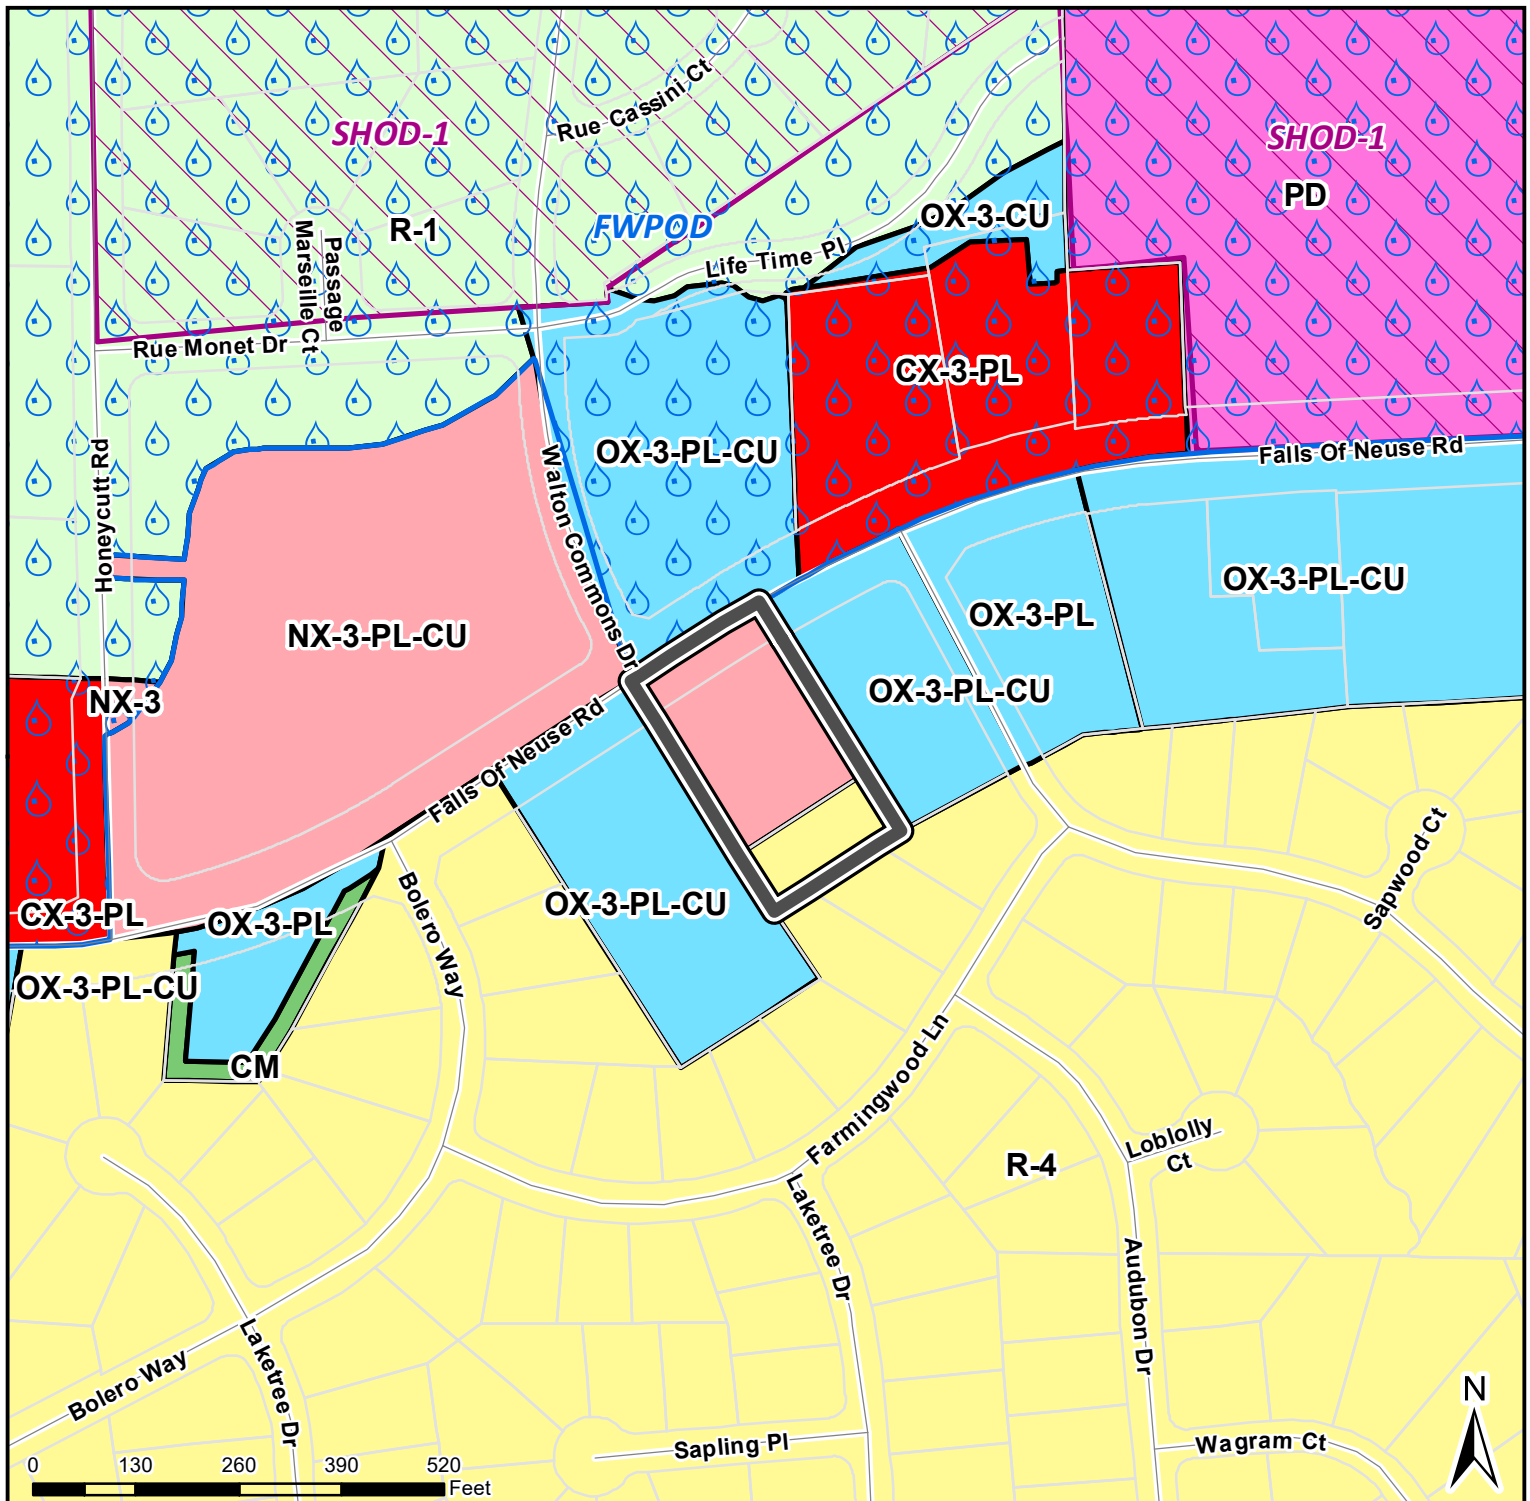 Rue Cassini Ct
SHOD-1
SHOD-1
PD
R-1
FWPOD
OX-3-CU
Marseille Ct
Passage
Life Time Pl
Rue Monet Dr
CX-3-PL
OX-3-PL-CU
Falls Of Neuse Rd
Honeycutt Rd
Walton Commons Dr
OX-3-PL-CU
OX-3-PL
NX-3-PL-CU
OX-3-PL-CU
NX-3
Falls Of Neuse Rd
Sapwood Ct
CX-3-PL
OX-3-PL
Bolero Way
OX-3-PL-CU
OX-3-PL-CU
CM
Farmingwood Ln
Loblolly
Ct
R-4
Laketree Dr
Audubon Dr
Laketree Dr
Bolero Way
Sapling Pl
Wagram Ct
N
0 130 260 390 520
Feet